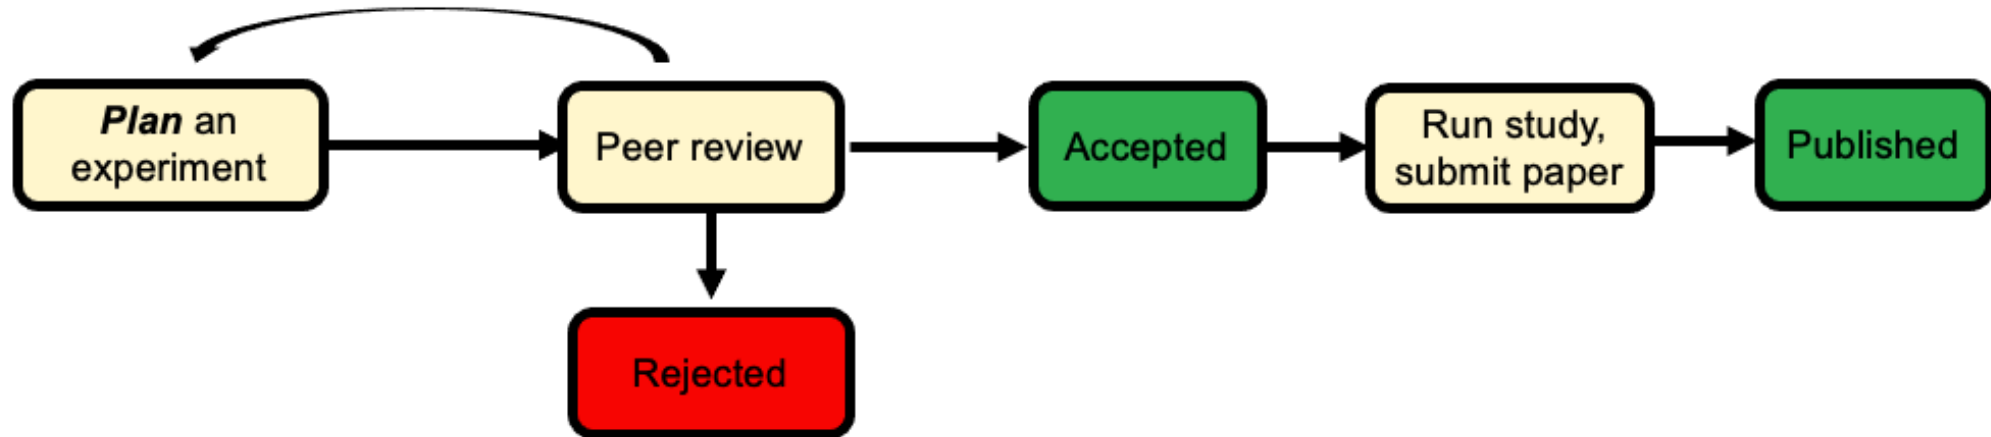 Plan an
experiment
Peer review
Accepted
Run study,
submit paper
Published
Rejected